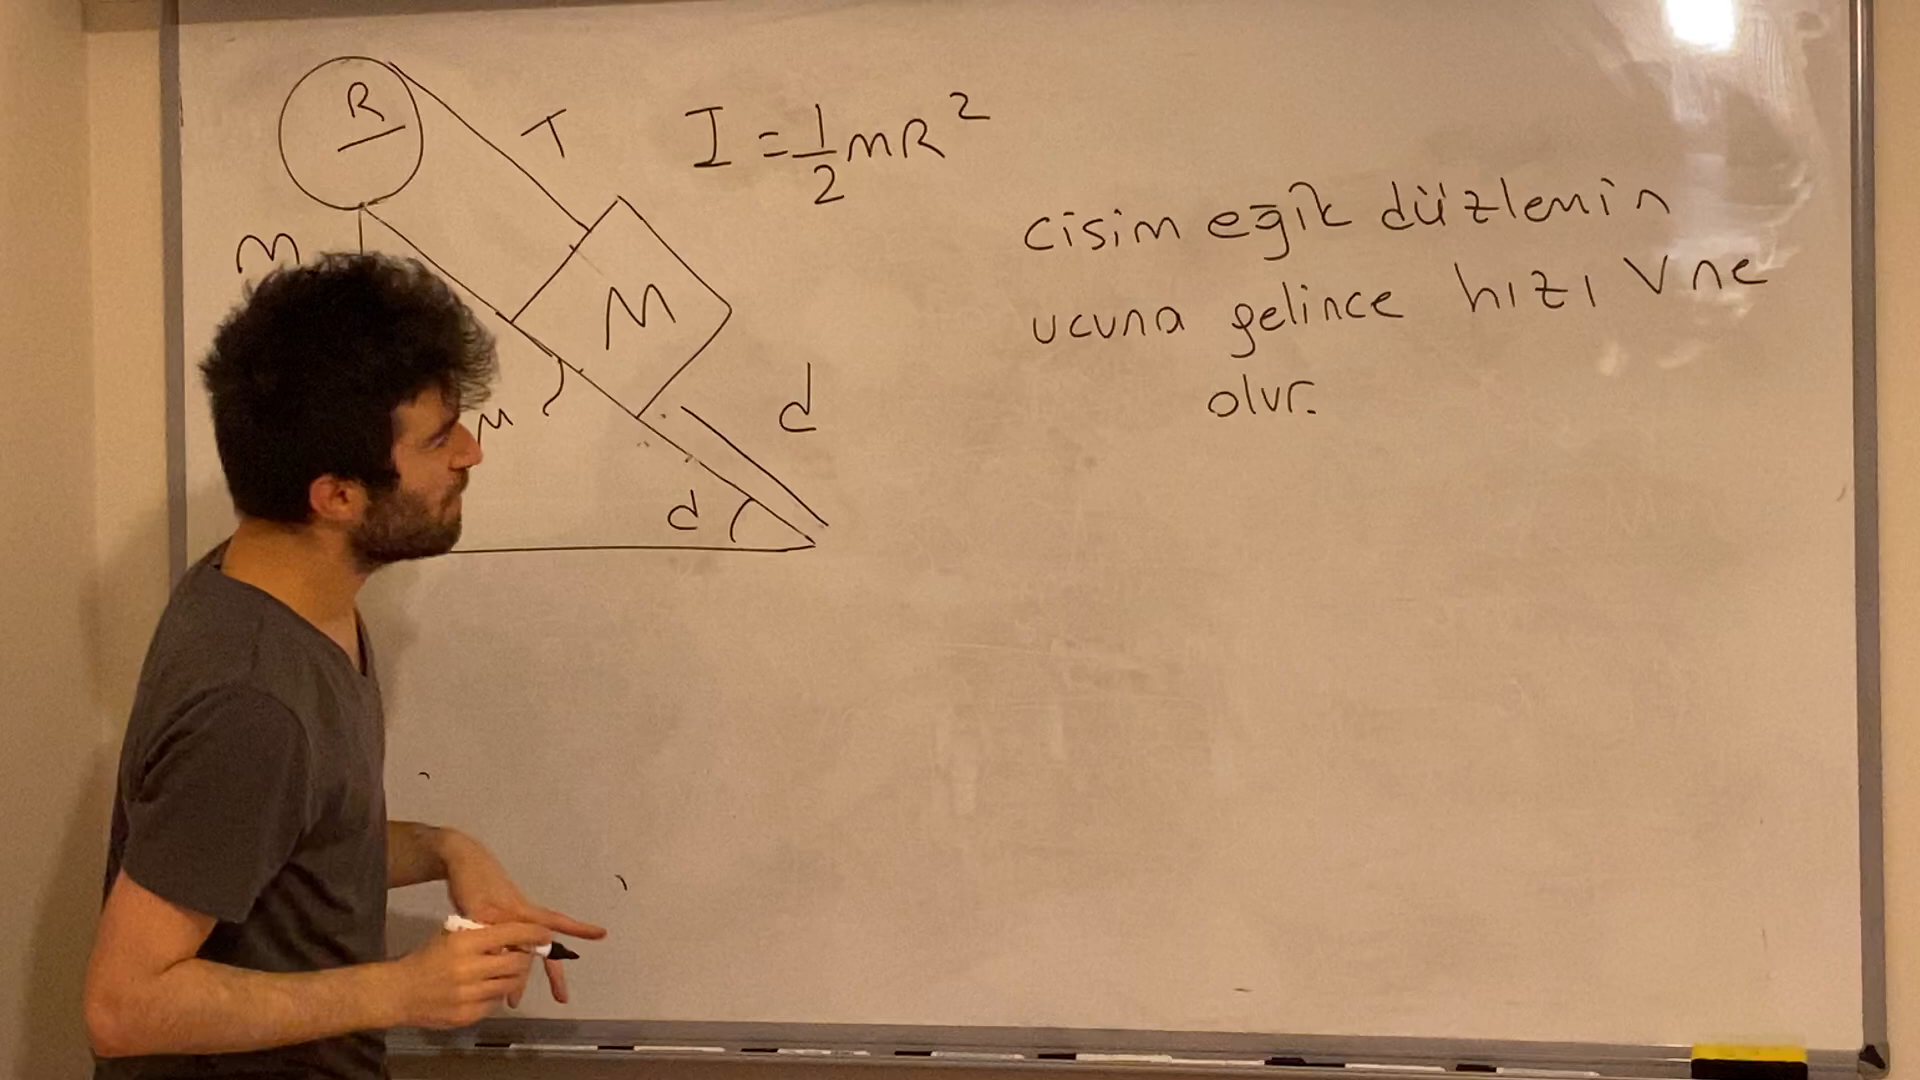 R
T
I = 1/2 mR²
m
M
μ
d
α
cisim eğik düzlemin
ucuna gelince hızı V ne
olur.